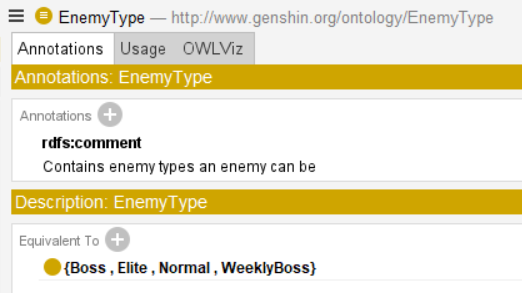 EnemyType — http://www.genshin.org/ontology/EnemyType
Annotations Usage OWLViz
Annotations: EnemyType
Annotations
rdfs:comment
Contains enemy types an enemy can be
Description: EnemyType
Equivalent To
{Boss , Elite , Normal , WeeklyBoss}